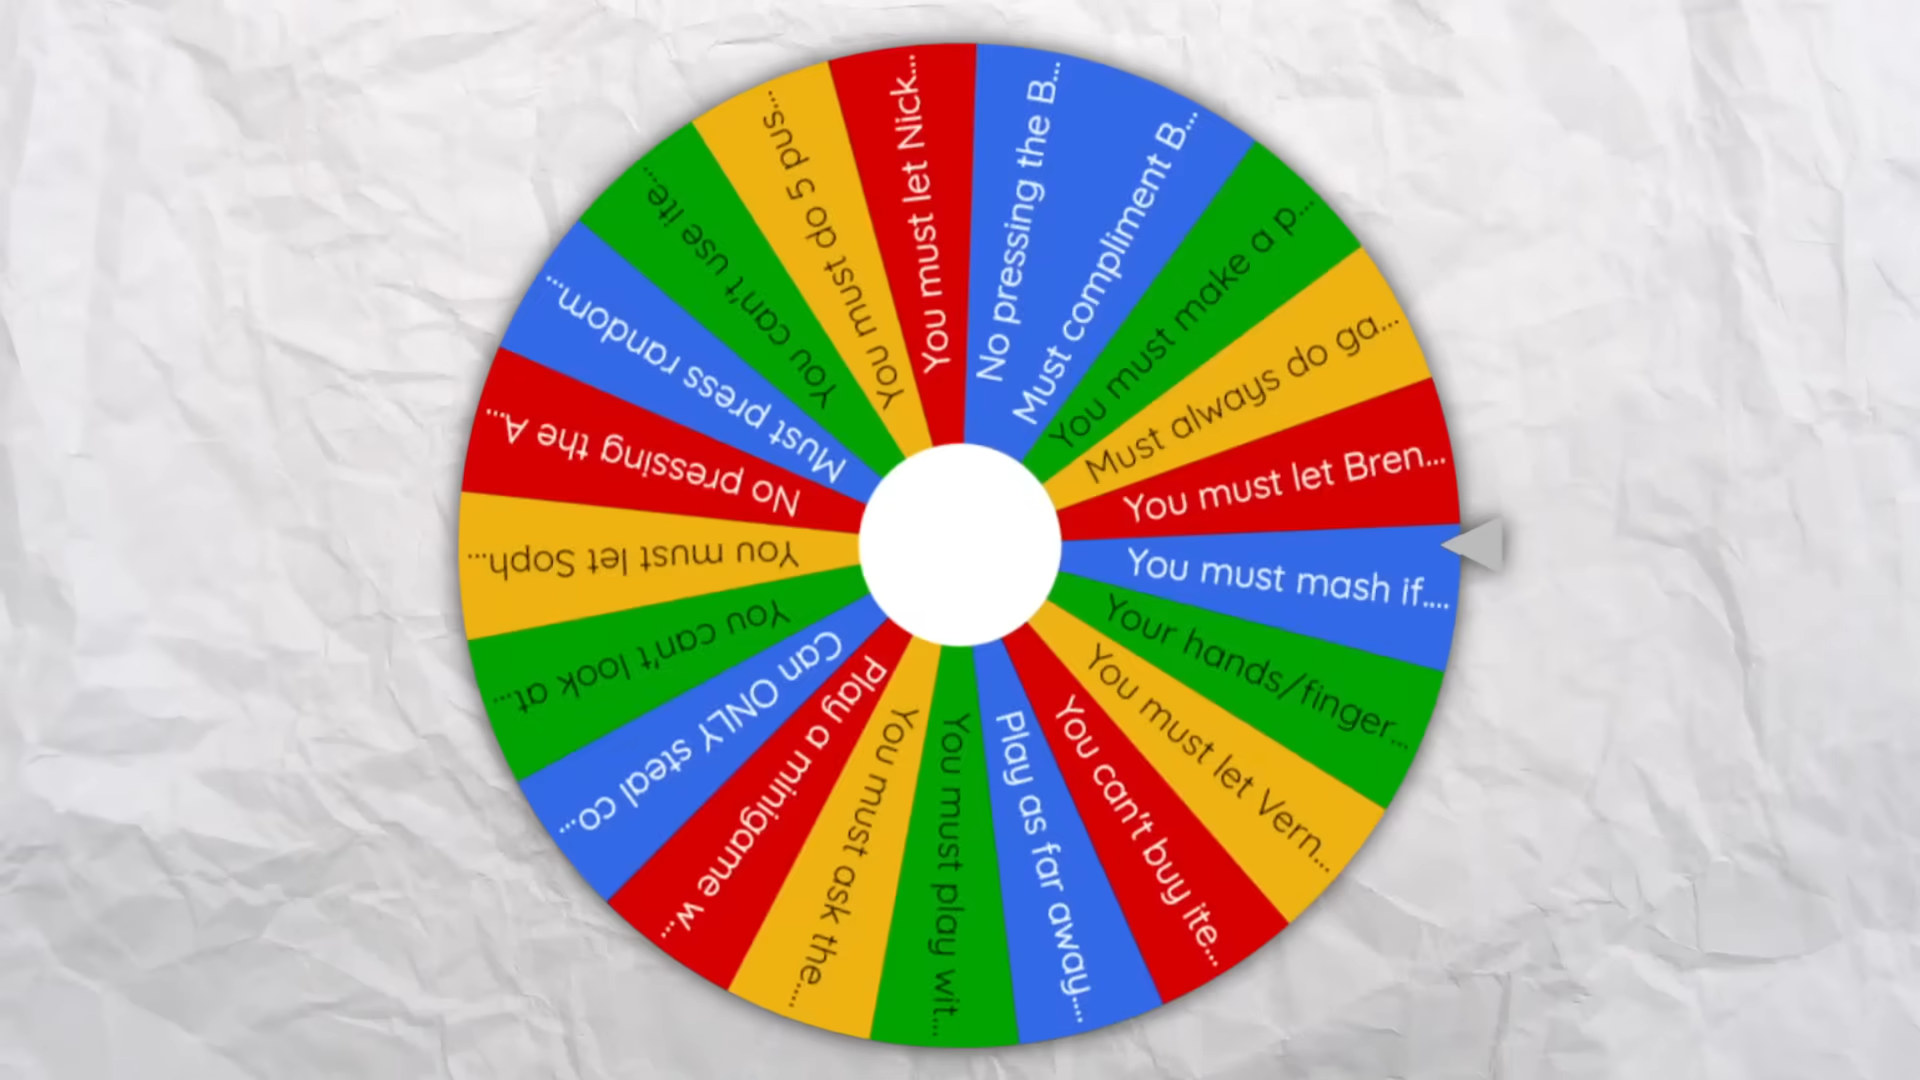 You must let Nick...
No pressing the B...
Must compliment B...
You must make a p...
Must always do ga...
You must let Bren...
You must mash if....
Your hands/finger...
You must let Vern...
You can't buy ite...
Play as far away....
You must play wit...
You must ask the....
Play a minigame w...
Can ONLY steal co...
You can't look at...
You must let Soph...
No pressing the A...
Must press random...
You can't use ite...
You must do 5 pus...